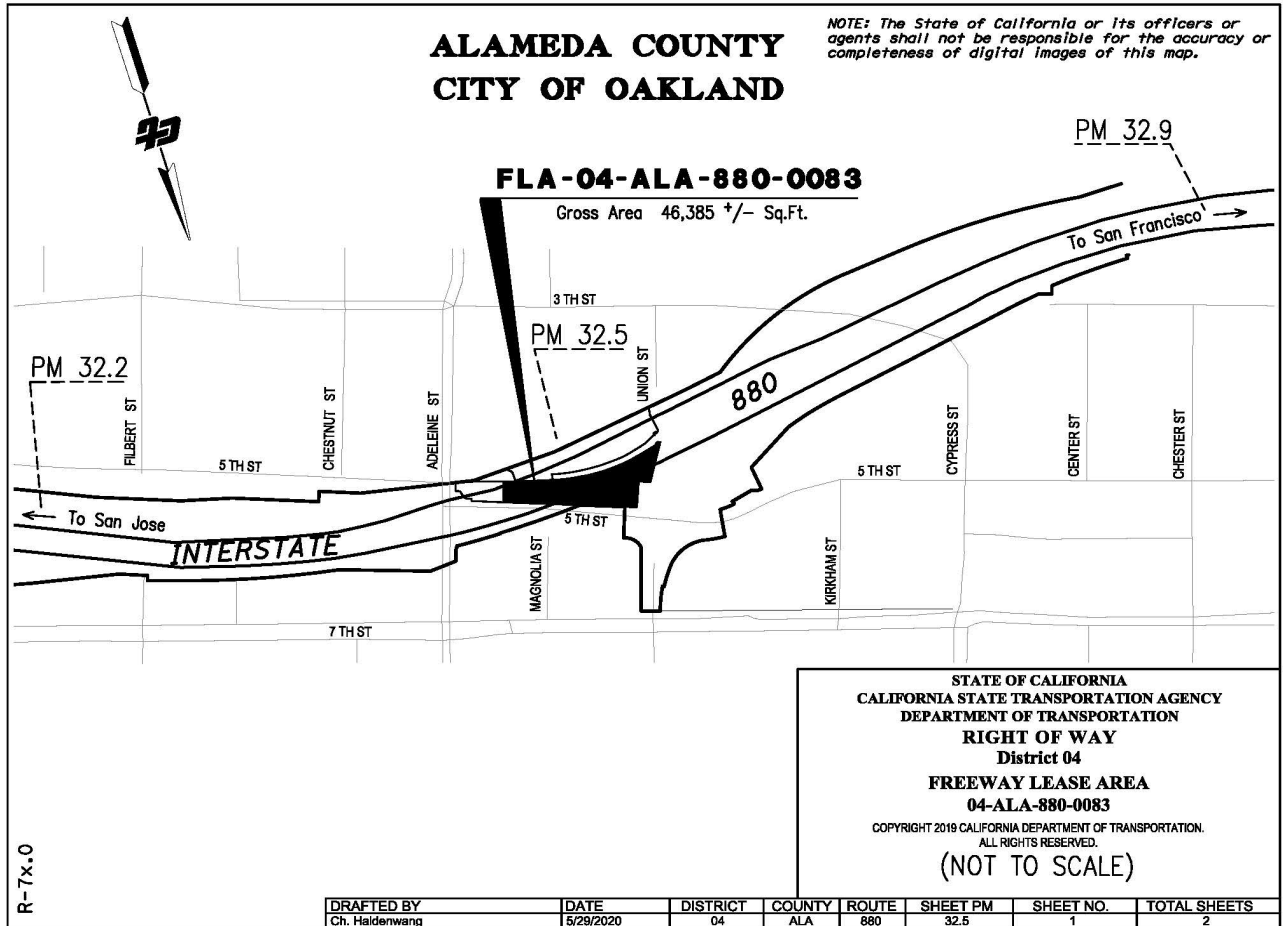 ALAMEDA COUNTY
CITY OF OAKLAND
NOTE: The State of California or its officers or
agents shall not be responsible for the accuracy or
completeness of digital images of this map.
PM 32.9
FLA-04-ALA-880-0083
Gross Area 46,385 +/- Sq.Ft.
To San Francisco
3 TH ST
PM 32.5
PM 32.2
UNION ST
880
FILBERT ST
CHESTNUT ST
ADELEINE ST
CYPRESS ST
CENTER ST
CHESTER ST
5 TH ST
5 TH ST
To San Jose
5 TH ST
INTERSTATE
MAGNOLIA ST
KIRKHAM ST
7 TH ST
STATE OF CALIFORNIA
CALIFORNIA STATE TRANSPORTATION AGENCY
DEPARTMENT OF TRANSPORTATION
RIGHT OF WAY
District 04
FREEWAY LEASE AREA
04-ALA-880-0083
COPYRIGHT 2019 CALIFORNIA DEPARTMENT OF TRANSPORTATION.
ALL RIGHTS RESERVED.
(NOT TO SCALE)
R-7x.0
DRAFTED BY DATE DISTRICT COUNTY ROUTE SHEET PM SHEET NO. TOTAL SHEETS
Ch. Haldenwang 5/29/2020 04 ALA 880 32.5 1 2